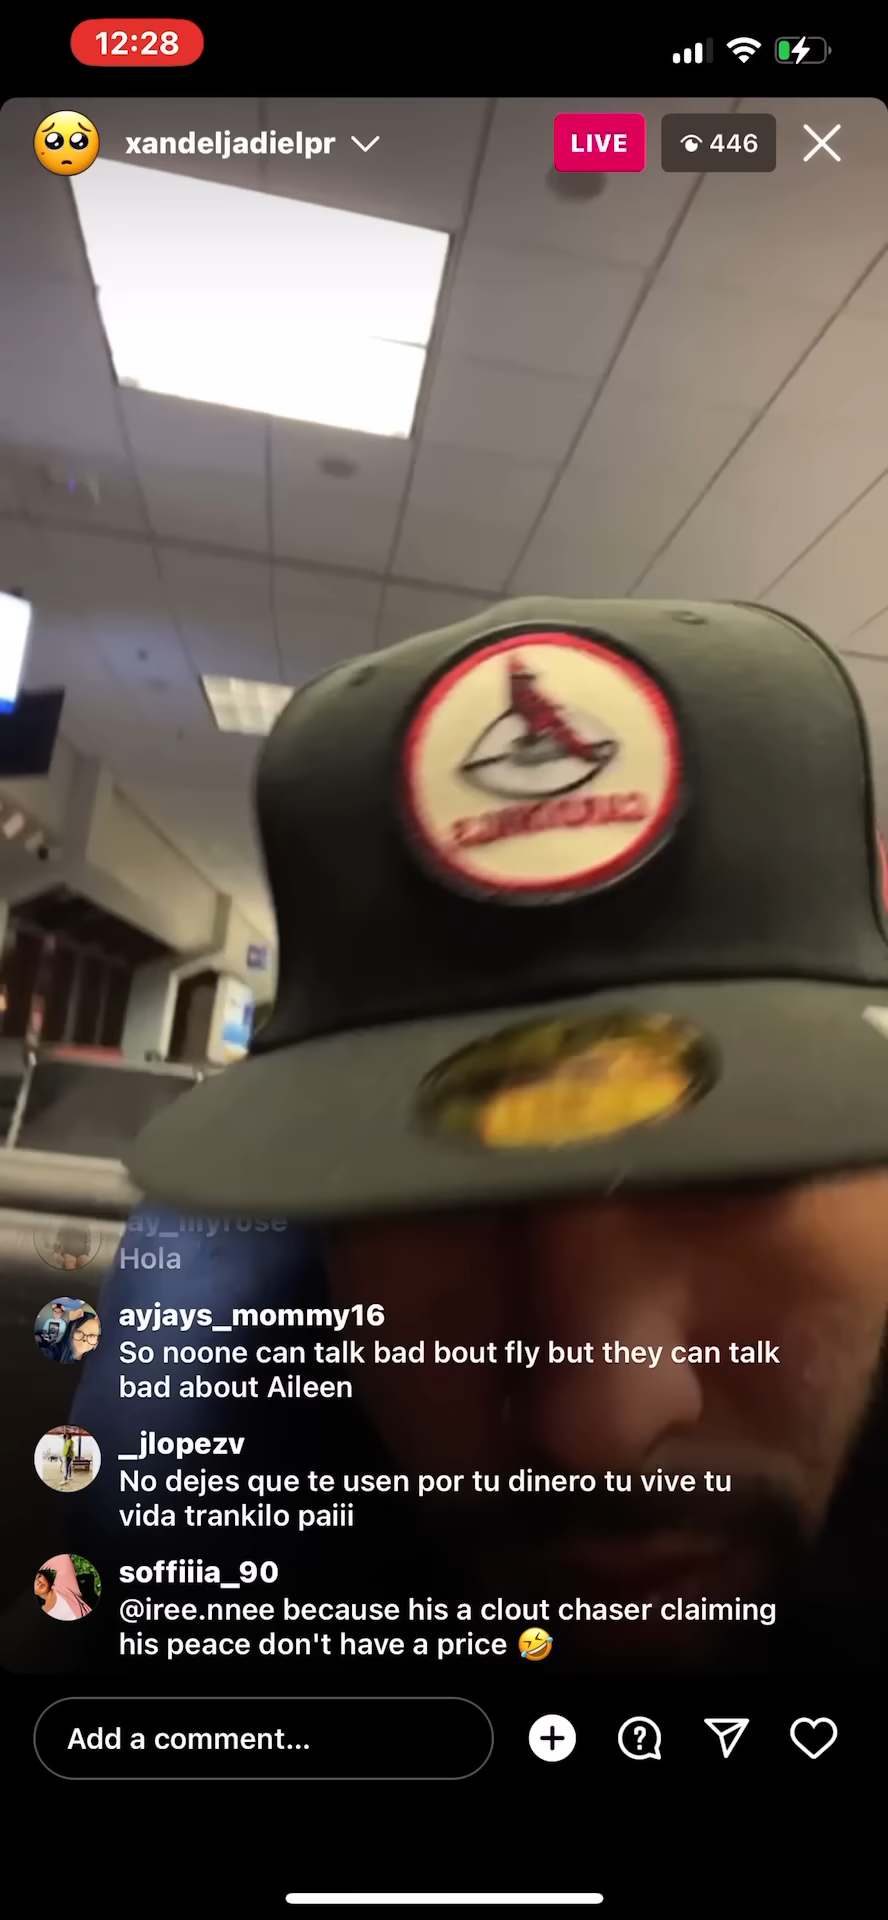 12:28
xandeljadielpr
LIVE
446
ay_lilyrose
Hola
ayjays_mommy16
So noone can talk bad bout fly but they can talk
bad about Aileen
_jlopezv
No dejes que te usen por tu dinero tu vive tu
vida trankilo paiii
soffiiia_90
@iree.nnee because his a clout chaser claiming
his peace don't have a price 🤣
Add a comment...